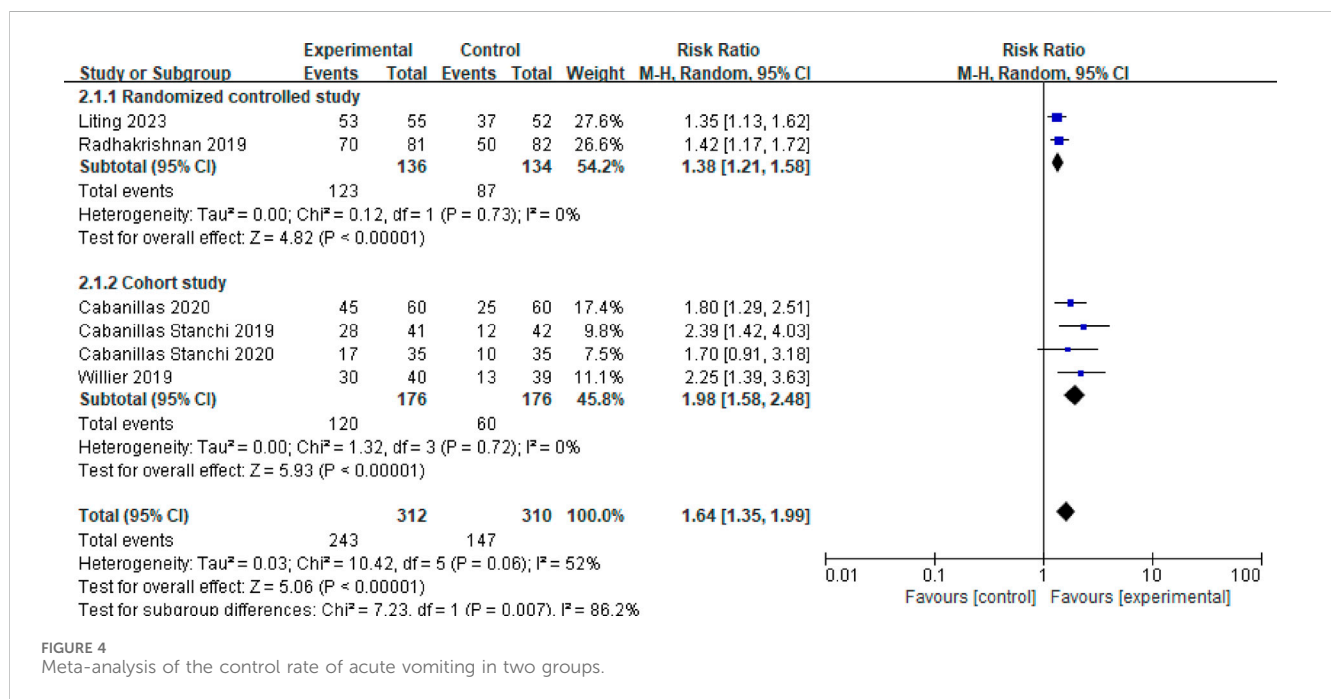 Experimental Control Risk Ratio Risk Ratio
Study or Subgroup Events Total Events Total Weight M-H, Random, 95% CI M-H, Random, 95% CI
2.1.1 Randomized controlled study
Liting 2023 53 55 37 52 27.6% 1.35 [1.13, 1.62]
Radhakrishnan 2019 70 81 50 82 26.6% 1.42 [1.17, 1.72]
Subtotal (95% CI) 136 134 54.2% 1.38 [1.21, 1.58]
Total events 123 87
Heterogeneity: Tau² = 0.00; Chi² = 0.12, df = 1 (P = 0.73); I² = 0%
Test for overall effect: Z = 4.82 (P < 0.00001)
2.1.2 Cohort study
Cabanillas 2020 45 60 25 60 17.4% 1.80 [1.29, 2.51]
Cabanillas Stanchi 2019 28 41 12 42 9.8% 2.39 [1.42, 4.03]
Cabanillas Stanchi 2020 17 35 10 35 7.5% 1.70 [0.91, 3.18]
Willier 2019 30 40 13 39 11.1% 2.25 [1.39, 3.63]
Subtotal (95% CI) 176 176 45.8% 1.98 [1.58, 2.48]
Total events 120 60
Heterogeneity: Tau² = 0.00; Chi² = 1.32, df = 3 (P = 0.72); I² = 0%
Test for overall effect: Z = 5.93 (P < 0.00001)
Total (95% CI) 312 310 100.0% 1.64 [1.35, 1.99]
Total events 243 147
Heterogeneity: Tau² = 0.03; Chi² = 10.42, df = 5 (P = 0.06); I² = 52%
Test for overall effect: Z = 5.06 (P < 0.00001)
Test for subgroup differences: Chi² = 7.23, df = 1 (P = 0.007), I² = 86.2%
0.01 0.1 1 10 100
Favours [control] Favours [experimental]
FIGURE 4
Meta-analysis of the control rate of acute vomiting in two groups.